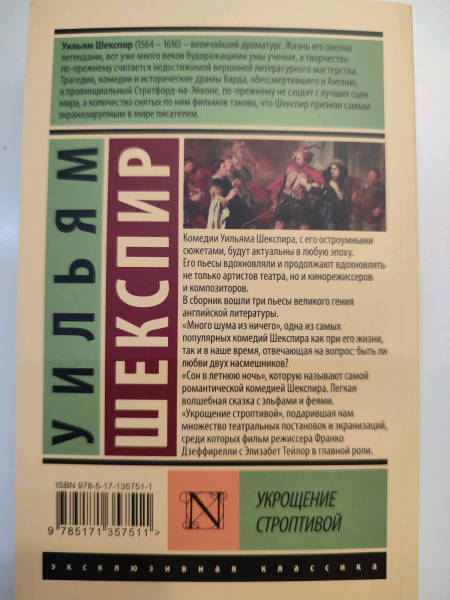 Уильям Шекспир (1564 – 1616) – величайший драматург. Жизнь его овеяна
легендами, вот уже много веков будоражащими умы ученых, а творчество
по-прежнему считается недостижимой вершиной литературного мастерства.
Трагедии, комедии и исторические драмы барда, обессмертившего и Англию,
и провинциальный Стратфорд-на-Эйвоне, по-прежнему не сходят с лучших сцен
мира, а количество снятых по ним фильмов таково, что Шекспир признан самым
экранизируемым в мире писателем.
УИЛЬЯМ
ШЕКСПИР
Комедии Уильяма Шекспира, с его остроумными
сюжетами, будут актуальны в любую эпоху.
Его пьесы вдохновляли и продолжают вдохновлять
не только артистов театра, но и кинорежиссеров
и композиторов.
В сборник вошли три пьесы великого гения
английской литературы.
«Много шума из ничего», одна из самых
популярных комедий Шекспира как при его жизни,
так и в наше время, отвечающая на вопрос: быть ли
любви двух насмешников?
«Сон в летнюю ночь», которую называют самой
романтической комедией Шекспира. Легкая
волшебная сказка с эльфами и феями.
«Укрощение строптивой», подарившая нам
множество театральных постановок и экранизаций,
среди которых фильм режиссера Франко
Дзеффирелли с Элизабет Тейлор в главной роли.
ISBN 978-5-17-135751-1
9 785171 357511 >
N
УКРОЩЕНИЕ
СТРОПТИВОЙ
эксклюзивная классика